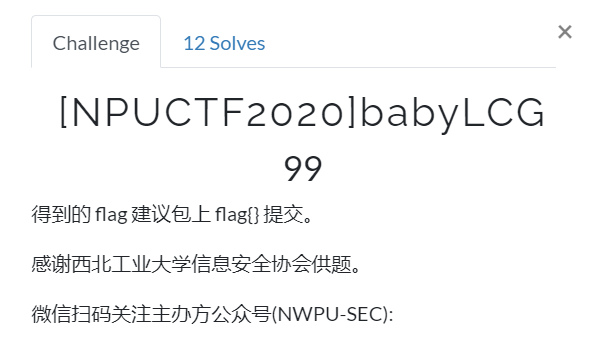 Challenge
12 Solves
×
[NPUCTF2020]babyLCG
99
得到的 flag 建议包上 flag{} 提交。
感谢西北工业大学信息安全协会供题。
微信扫码关注主办方公众号(NWPU-SEC):